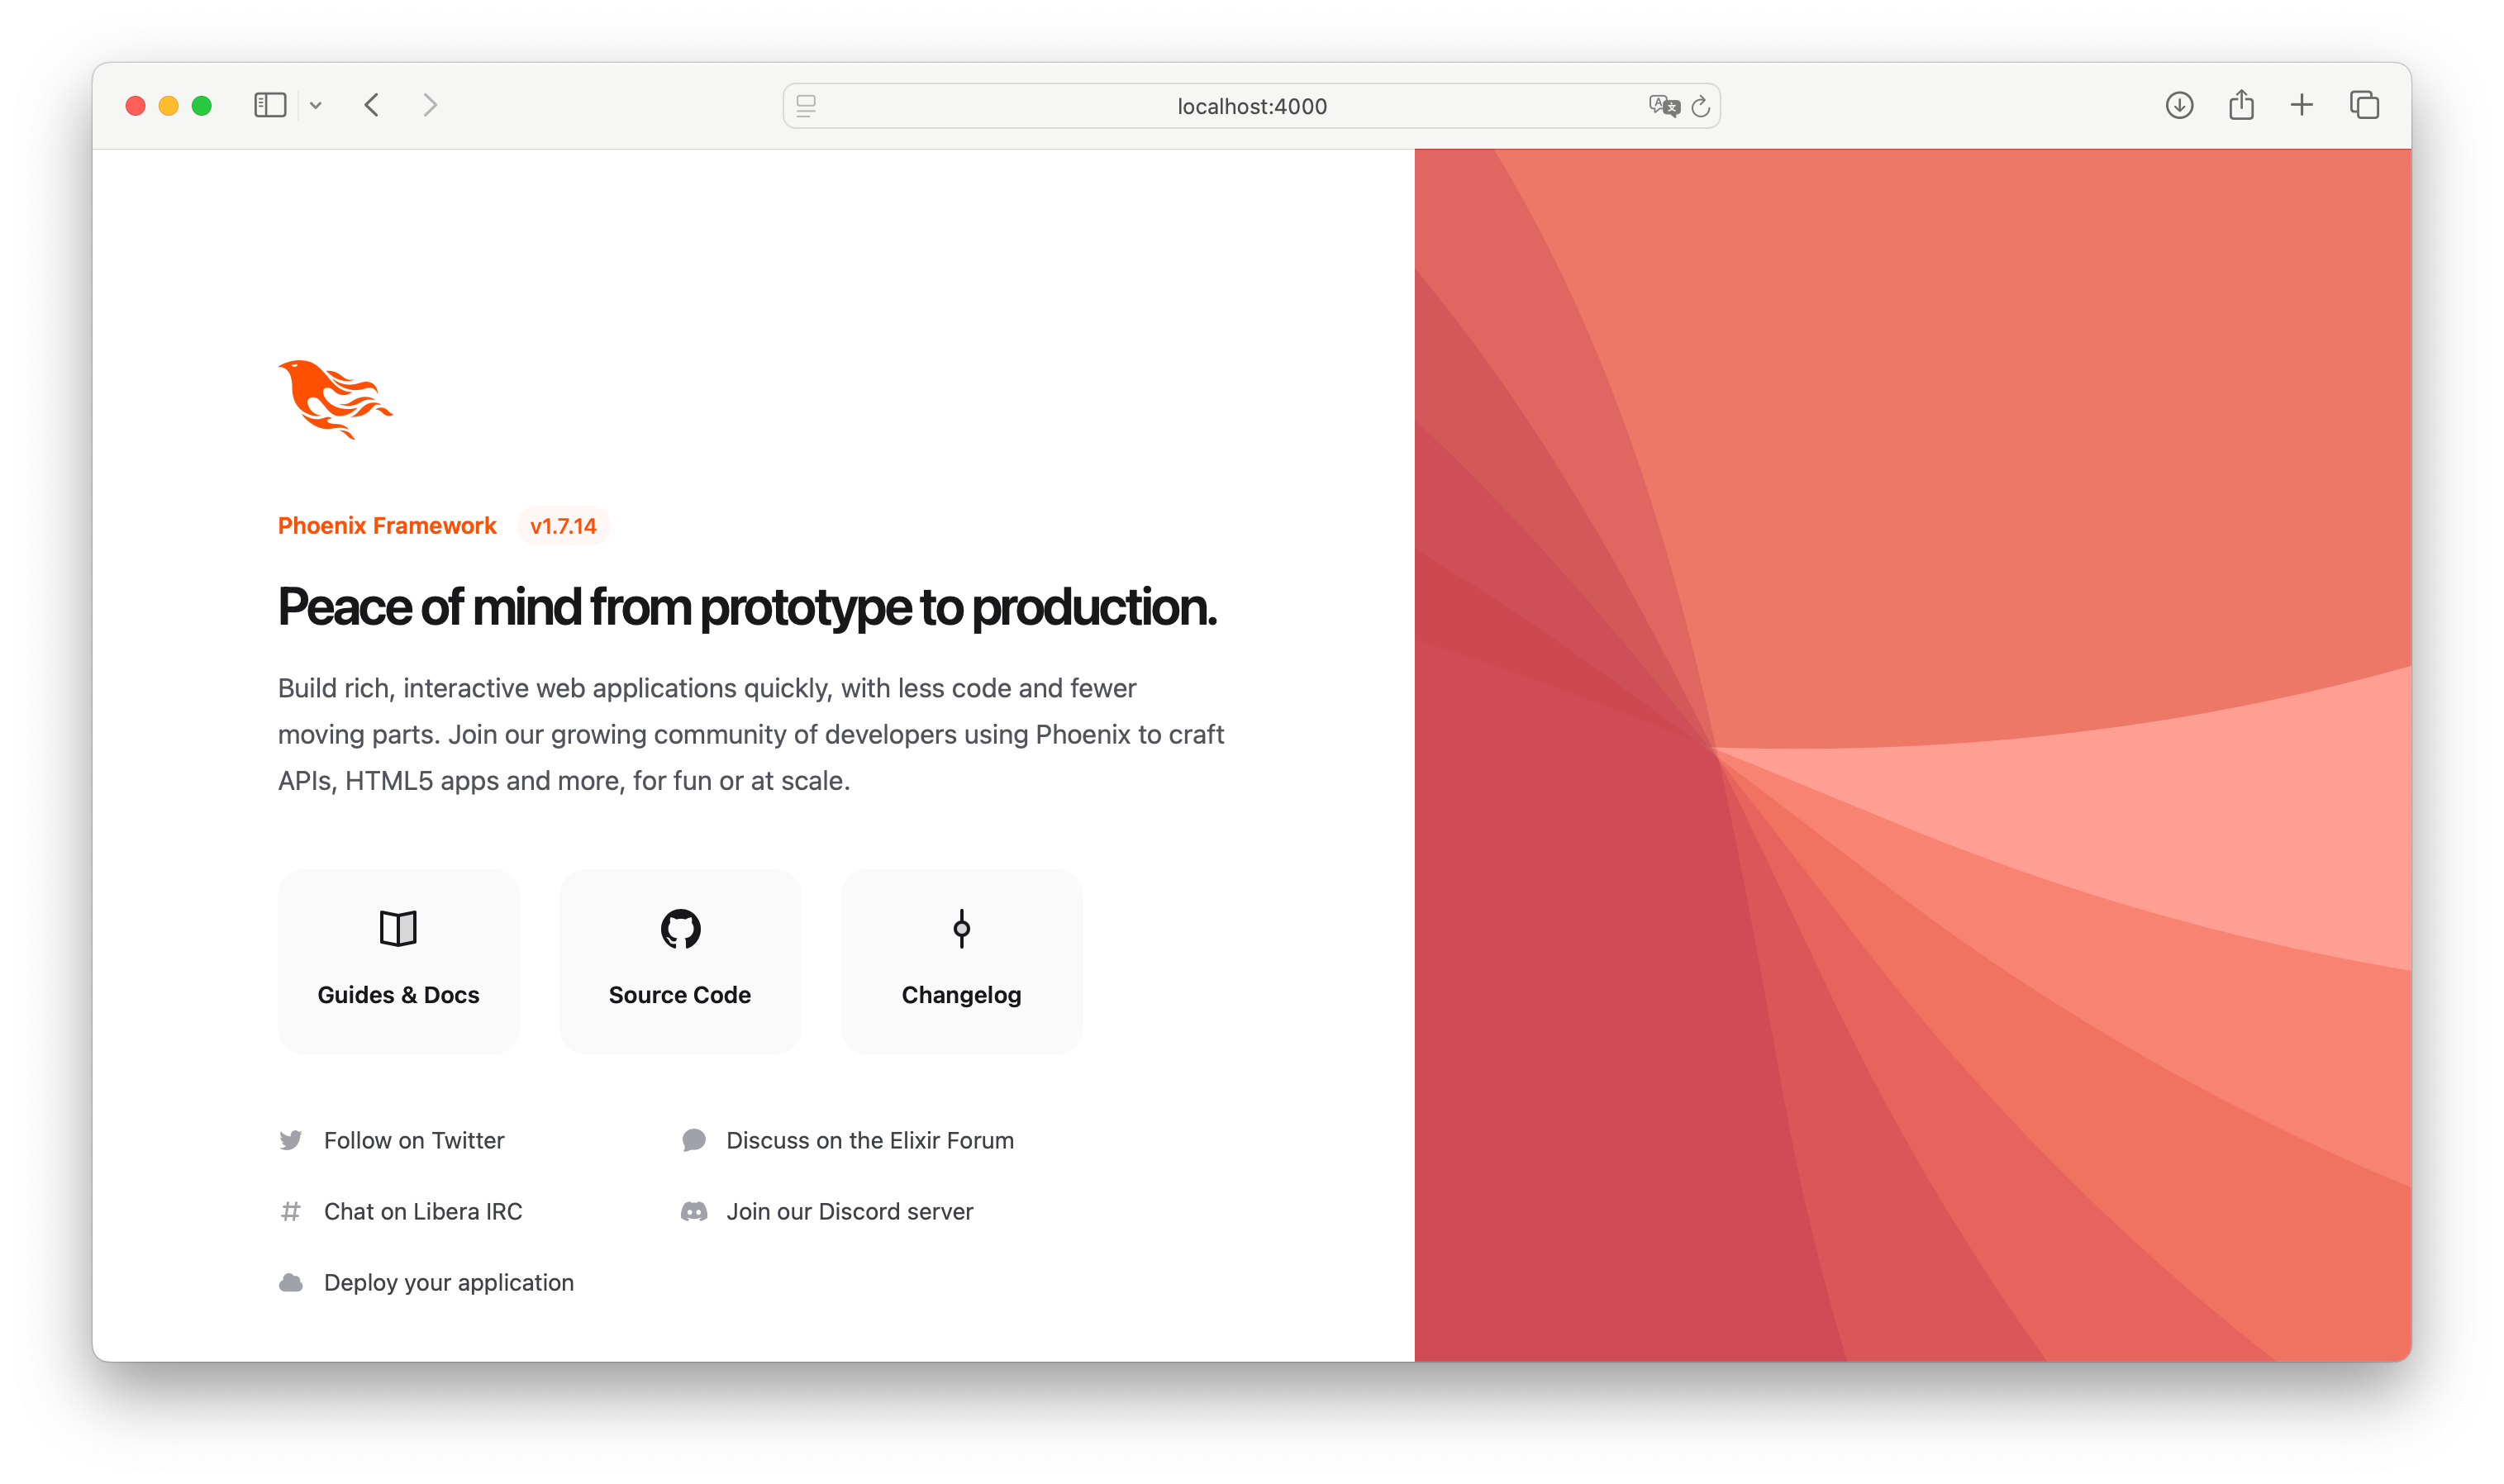 localhost:4000
Phoenix Framework v1.7.14
Peace of mind from prototype to production.
Build rich, interactive web applications quickly, with less code and fewer
moving parts. Join our growing community of developers using Phoenix to craft
APIs, HTML5 apps and more, for fun or at scale.
Guides & Docs
Source Code
Changelog
Follow on Twitter
Discuss on the Elixir Forum
Chat on Libera IRC
Join our Discord server
Deploy your application